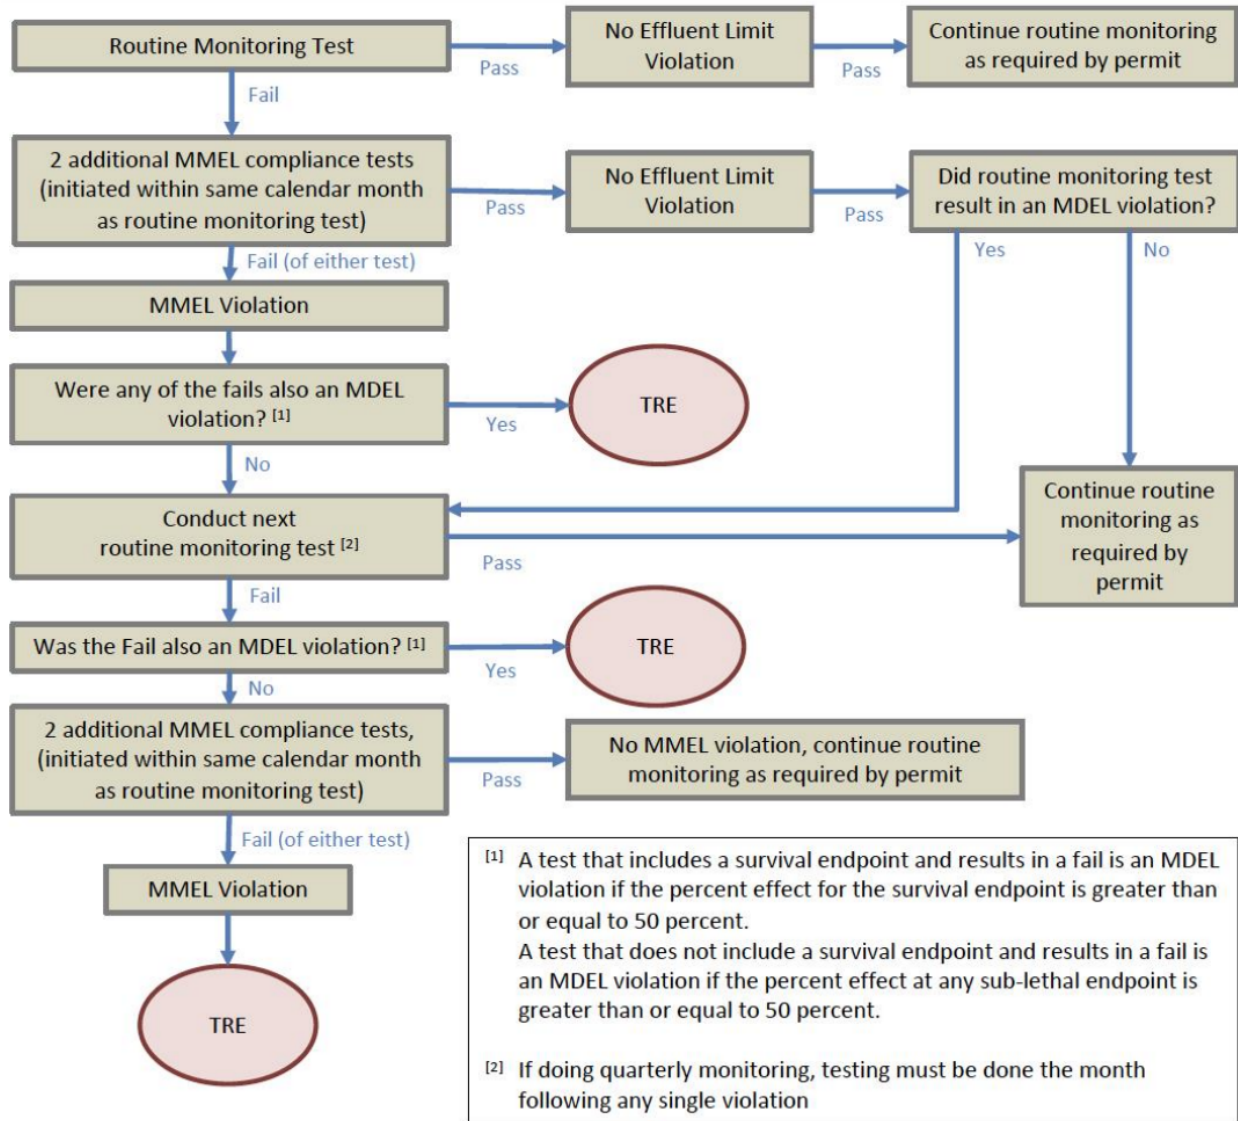 Routine Monitoring Test
Pass
No Effluent Limit
Violation
Pass
Continue routine monitoring
as required by permit
Fail
2 additional MMEL compliance tests
(initiated within same calendar month
as routine monitoring test)
Pass
No Effluent Limit
Violation
Pass
Did routine monitoring test
result in an MDEL violation?
Yes
No
Fail (of either test)
MMEL Violation
Were any of the fails also an MDEL
violation? [1]
Yes
TRE
No
Conduct next
routine monitoring test [2]
Pass
Continue routine
monitoring as
required by
permit
Fail
Was the Fail also an MDEL violation? [1]
Yes
TRE
No
2 additional MMEL compliance tests,
(initiated within same calendar month
as routine monitoring test)
Pass
No MMEL violation, continue routine
monitoring as required by permit
Fail (of either test)
MMEL Violation
TRE
[1] A test that includes a survival endpoint and results in a fail is an MDEL
violation if the percent effect for the survival endpoint is greater than
or equal to 50 percent.
A test that does not include a survival endpoint and results in a fail is
an MDEL violation if the percent effect at any sub-lethal endpoint is
greater than or equal to 50 percent.
[2] If doing quarterly monitoring, testing must be done the month
following any single violation